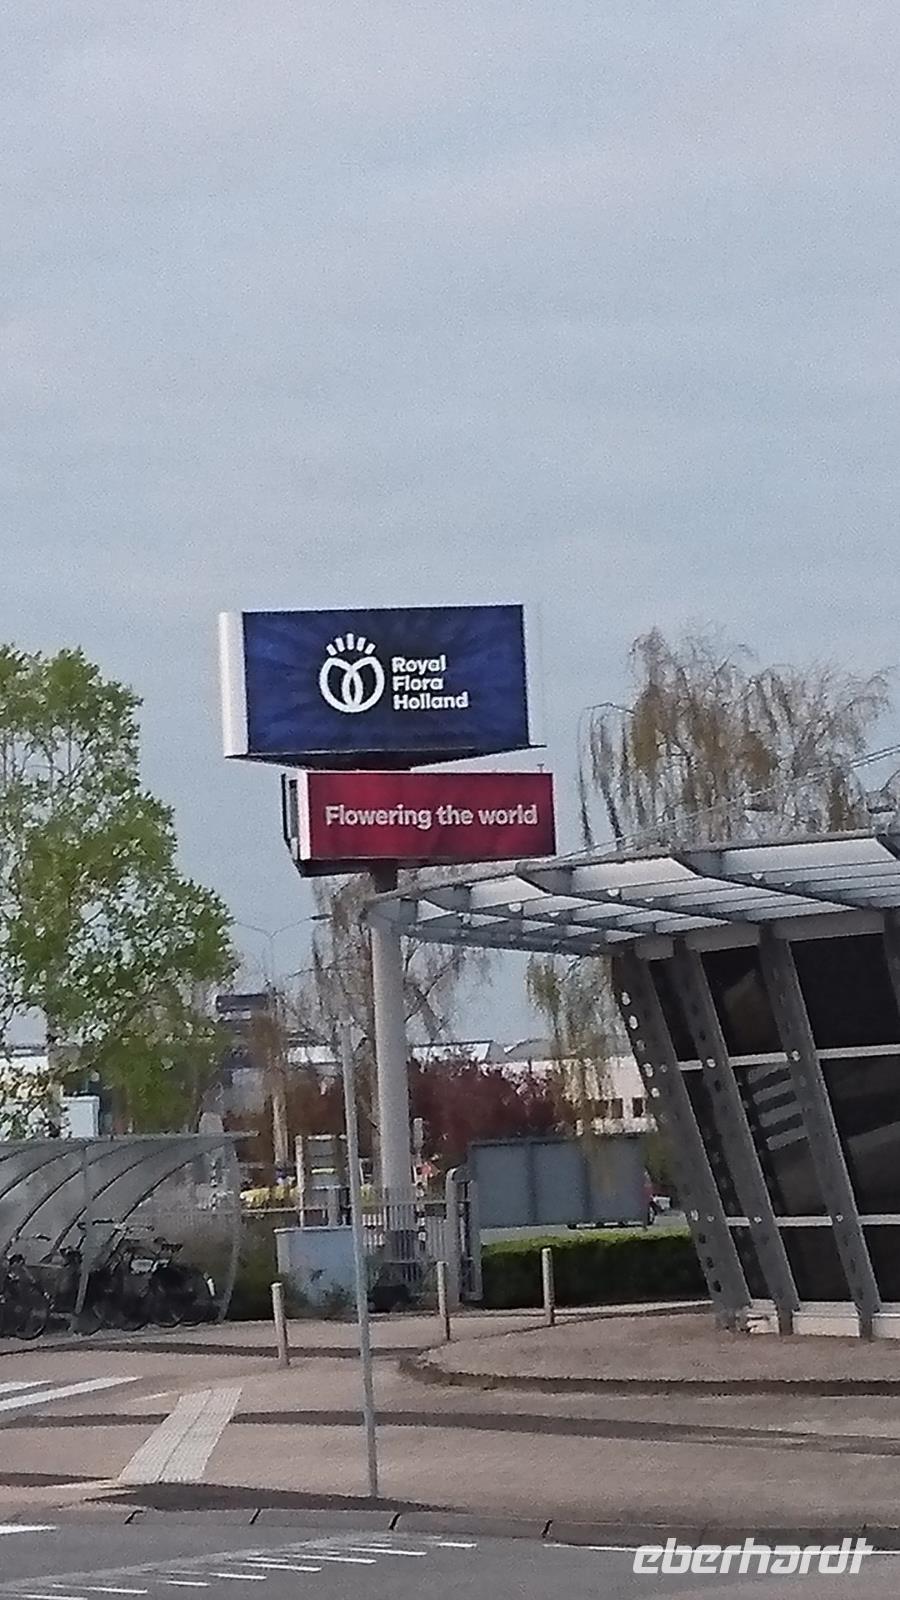 Royal
Flora
Holland
Flowering the world
eberhardt